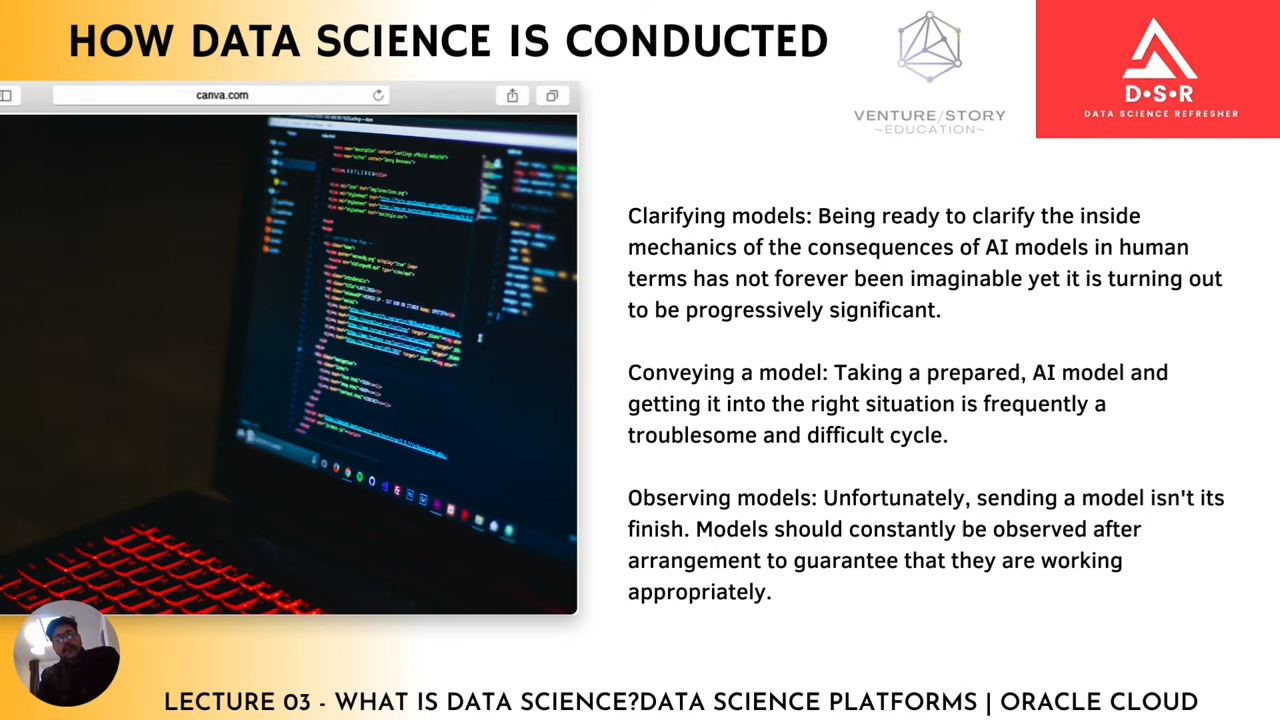 HOW DATA SCIENCE IS CONDUCTED
VENTURE/STORY
~EDUCATION~
D•S•R
DATA SCIENCE REFRESHER
canva.com
Clarifying models: Being ready to clarify the inside
mechanics of the consequences of AI models in human
terms has not forever been imaginable yet it is turning out
to be progressively significant.
Conveying a model: Taking a prepared, AI model and
getting it into the right situation is frequently a
troublesome and difficult cycle.
Observing models: Unfortunately, sending a model isn't its
finish. Models should constantly be observed after
arrangement to guarantee that they are working
appropriately.
LECTURE 03 - WHAT IS DATA SCIENCE?DATA SCIENCE PLATFORMS | ORACLE CLOUD